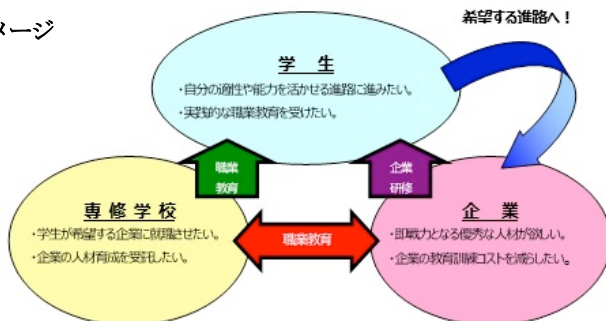 メージ
希望する進路へ！
学 生
・自分の適性や能力を活かせる進路に進みたい。
・実践的な職業教育を受けたい。
職業
教育
企業
研修
専修学校
・学生が希望する企業に就職させたい。
・企業の人材育成を受託したい。
職業教育
企 業
・即戦力となる優秀な人材が欲しい。
・企業の教育訓練コストを減らしたい。